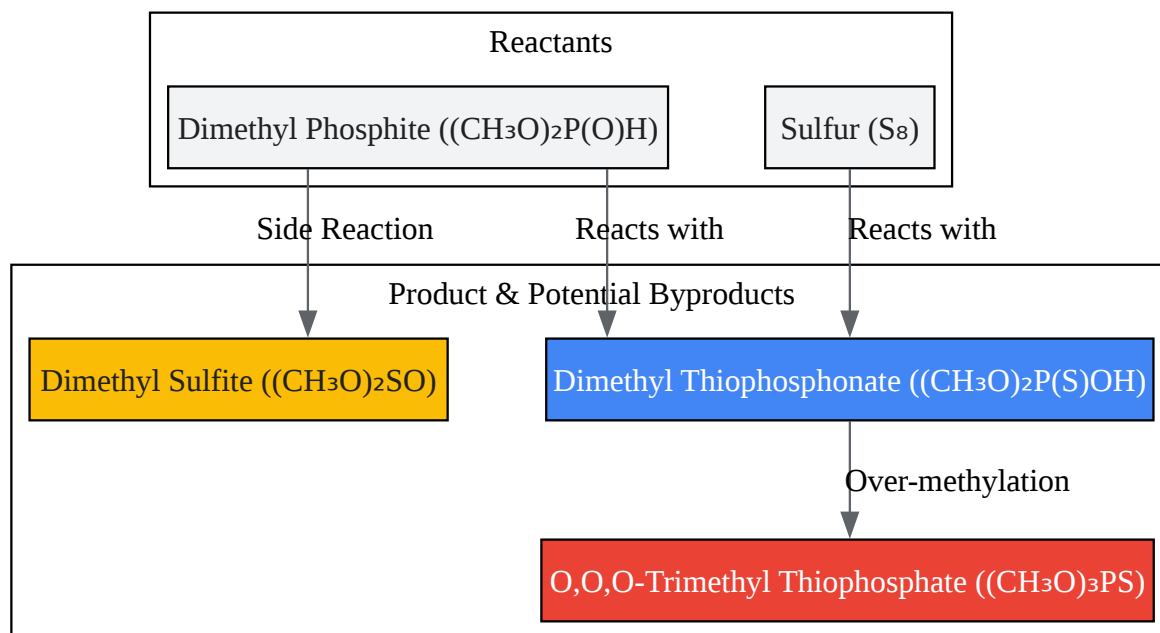 Reactants
Dimethyl Phosphite ((CH₃O)₂P(O)H)
Sulfur (S₈)
Side Reaction
Reacts with
Reacts with
Product & Potential Byproducts
Dimethyl Sulfite ((CH₃O)₂SO)
Dimethyl Thiophosphonate ((CH₃O)₂P(S)OH)
Over-methylation
O,O,O-Trimethyl Thiophosphate ((CH₃O)₃PS)